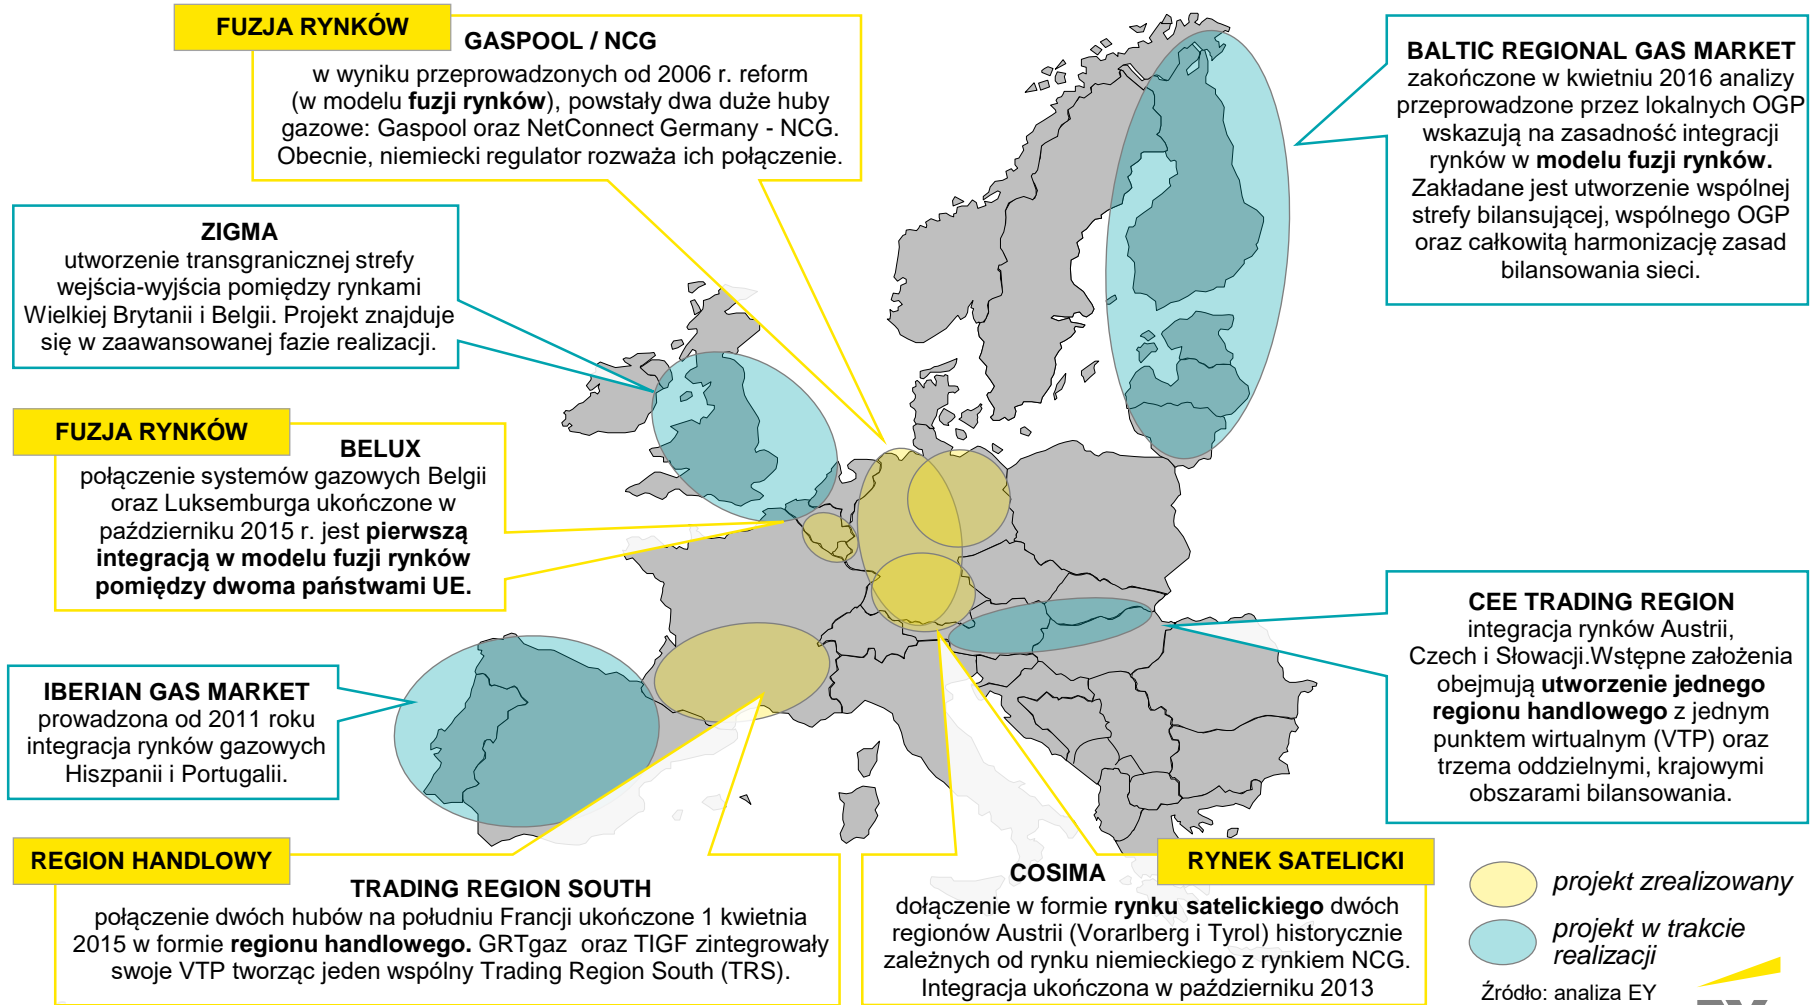 FUZJA RYNKÓW
GASPOOL / NCG
w wyniku przeprowadzonych od 2006 r. reform
(w modelu fuzji rynków), powstały dwa duże huby
gazowe: Gaspool oraz NetConnect Germany - NCG.
Obecnie, niemiecki regulator rozważa ich połączenie.
BALTIC REGIONAL GAS MARKET
zakończone w kwietniu 2016 analizy
przeprowadzone przez lokalnych OGP
wskazują na zasadność integracji
rynków w modelu fuzji rynków.
Zakładane jest utworzenie wspólnej
strefy bilansującej, wspólnego OGP
oraz całkowitą harmonizację zasad
bilansowania sieci.
ZIGMA
utworzenie transgranicznej strefy
wejścia-wyjścia pomiędzy rynkami
Wielkiej Brytanii i Belgii. Projekt znajduje
się w zaawansowanej fazie realizacji.
FUZJA RYNKÓW
BELUX
połączenie systemów gazowych Belgii
oraz Luksemburga ukończone w
październiku 2015 r. jest pierwszą
integracją w modelu fuzji rynków
pomiędzy dwoma państwami UE.
CEE TRADING REGION
integracja rynków Austrii,
Czech i Słowacji.Wstępne założenia
obejmują utworzenie jednego
regionu handlowego z jednym
punktem wirtualnym (VTP) oraz
trzema oddzielnymi, krajowymi
obszarami bilansowania.
IBERIAN GAS MARKET
prowadzona od 2011 roku
integracja rynków gazowych
Hiszpanii i Portugalii.
REGION HANDLOWY
TRADING REGION SOUTH
połączenie dwóch hubów na południu Francji ukończone 1 kwietnia
2015 w formie regionu handlowego. GRTgaz oraz TIGF zintegrowały
swoje VTP tworząc jeden wspólny Trading Region South (TRS).
RYNEK SATELICKI
COSIMA
dołączenie w formie rynku satelickiego dwóch
regionów Austrii (Vorarlberg i Tyrol) historycznie
zależnych od rynku niemieckiego z rynkiem NCG.
Integracja ukończona w październiku 2013
projekt zrealizowany
projekt w trakcie
realizacji
Źródło: analiza EY
EY